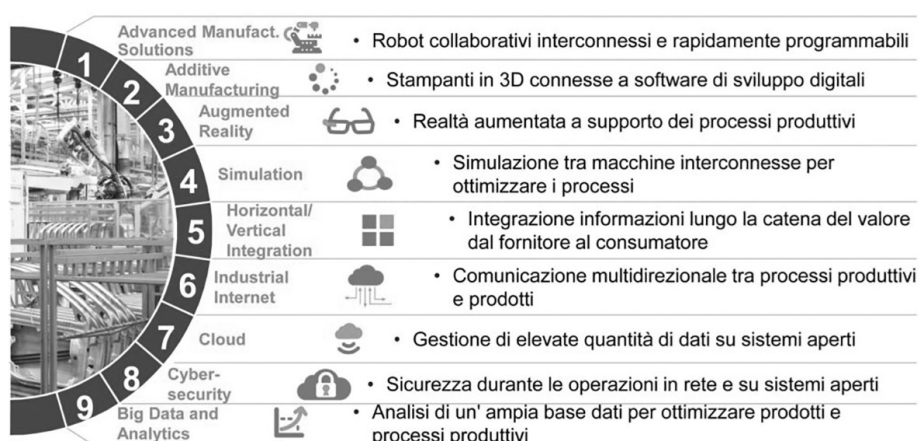 1
Advanced Manufact.
Solutions
• Robot collaborativi interconnessi e rapidamente programmabili
2
Additive
Manufacturing
• Stampanti in 3D connesse a software di sviluppo digitali
3
Augmented
Reality
• Realtà aumentata a supporto dei processi produttivi
4
Simulation
• Simulazione tra macchine interconnesse per
ottimizzare i processi
5
Horizontal/
Vertical
Integration
• Integrazione informazioni lungo la catena del valore
dal fornitore al consumatore
6
Industrial
Internet
• Comunicazione multidirezionale tra processi produttivi
e prodotti
7
Cloud
• Gestione di elevate quantità di dati su sistemi aperti
8
Cyber-
security
• Sicurezza durante le operazioni in rete e su sistemi aperti
9
Big Data and
Analytics
• Analisi di un' ampia base dati per ottimizzare prodotti e
processi produttivi